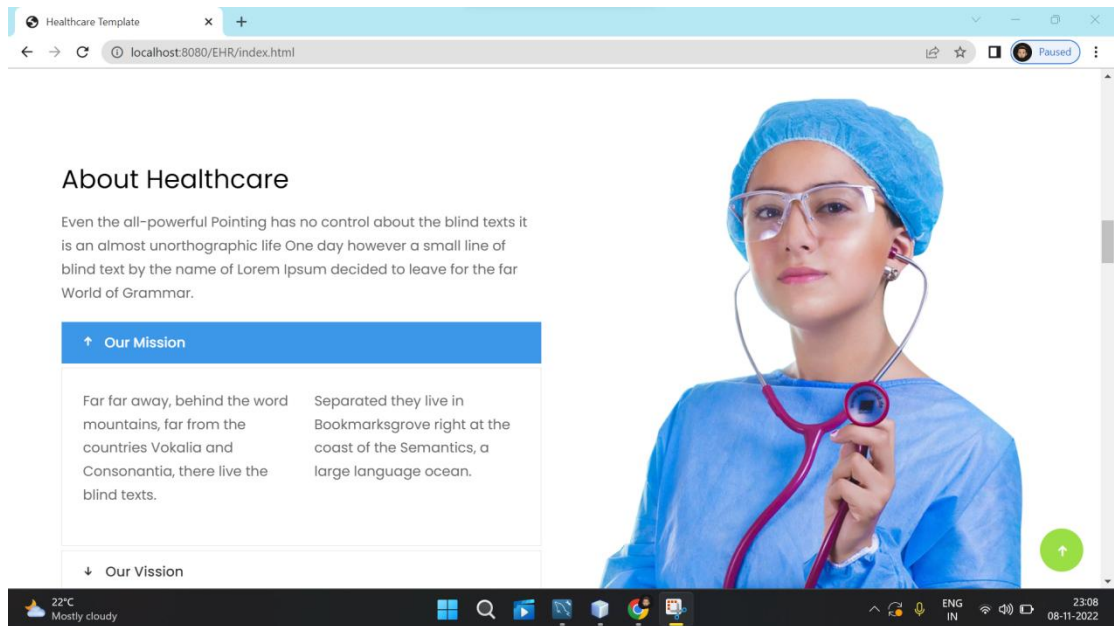 Healthcare Template
localhost:8080/EHR/index.html
Paused
About Healthcare
Even the all-powerful Pointing has no control about the blind texts it
is an almost unorthographic life One day however a small line of
blind text by the name of Lorem Ipsum decided to leave for the far
World of Grammar.
Our Mission
Far far away, behind the word
mountains, far from the
countries Vokalia and
Consonantia, there live the
blind texts.
Separated they live in
Bookmarksgrove right at the
coast of the Semantics, a
large language ocean.
Our Vission
22°C
Mostly cloudy
ENG
IN
23:08
08-11-2022